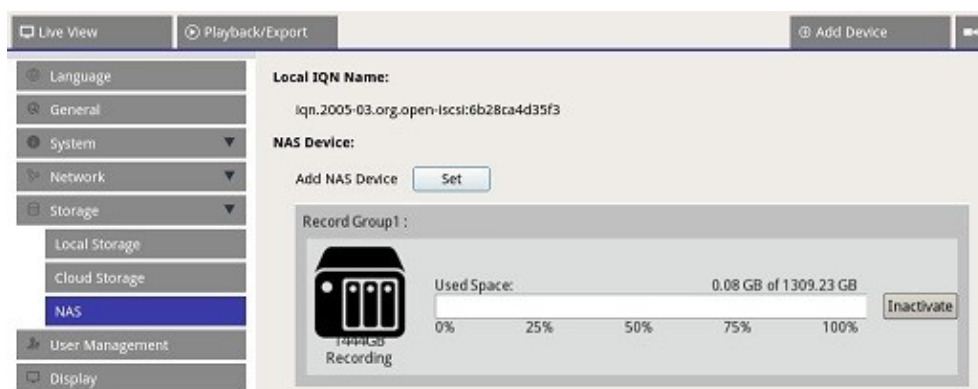 Live View
Playback/Export
Add Device
Language
General
System
Network
Storage
Local Storage
Cloud Storage
NAS
User Management
Display
Local IQN Name:
iqn.2005-03.org.open-iscsi:6b28ca4d35f3
NAS Device:
Add NAS Device Set
Record Group1 :
Used Space: 0.08 GB of 1309.23 GB
Inactivate
0% 25% 50% 75% 100%
1444GB
Recording